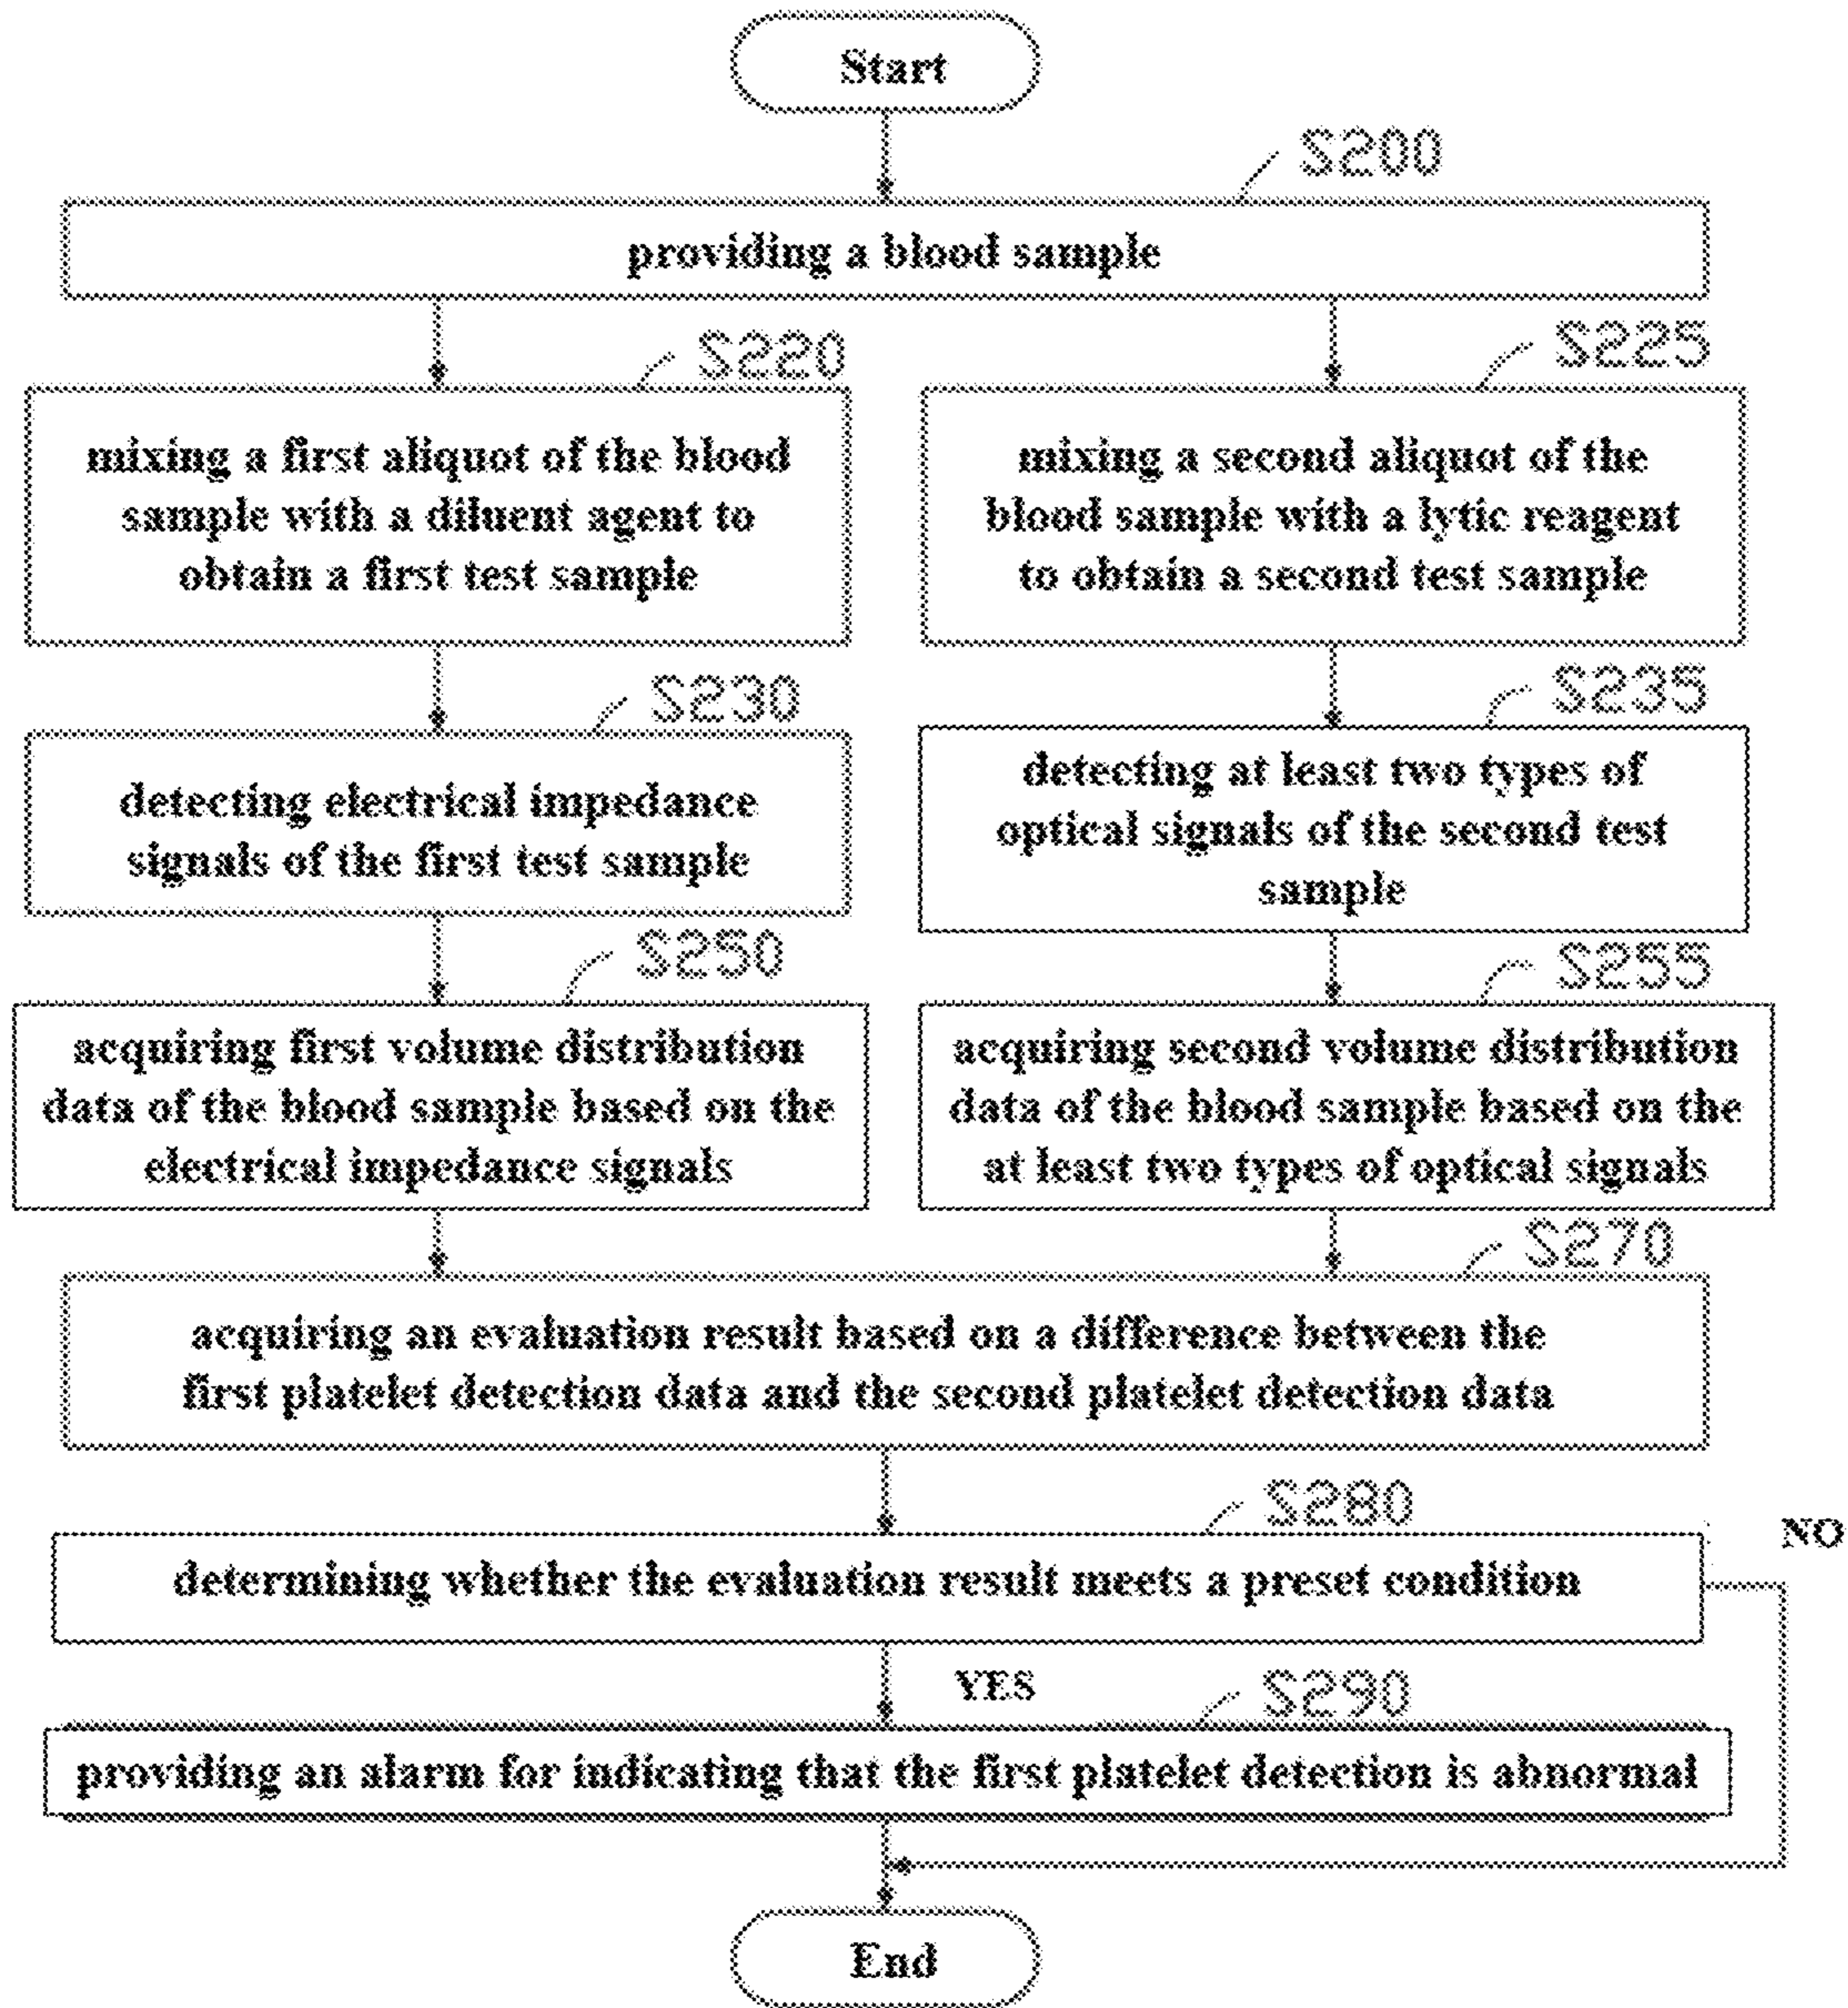 Start
S200
providing a blood sample
S220
mixing a first aliquot of the blood
sample with a diluent agent to
obtain a first test sample
S225
mixing a second aliquot of the
blood sample with a lytic reagent
to obtain a second test sample
S230
detecting electrical impedance
signals of the first test sample
S235
detecting at least two types of
optical signals of the second test
sample
S250
acquiring first volume distribution
data of the blood sample based on the
electrical impedance signals
S255
acquiring second volume distribution
data of the blood sample based on the
at least two types of optical signals
S270
acquiring an evaluation result based on a difference between the
first platelet detection data and the second platelet detection data
S280
determining whether the evaluation result meets a preset condition
NO
YES
S290
providing an alarm for indicating that the first platelet detection is abnormal
End